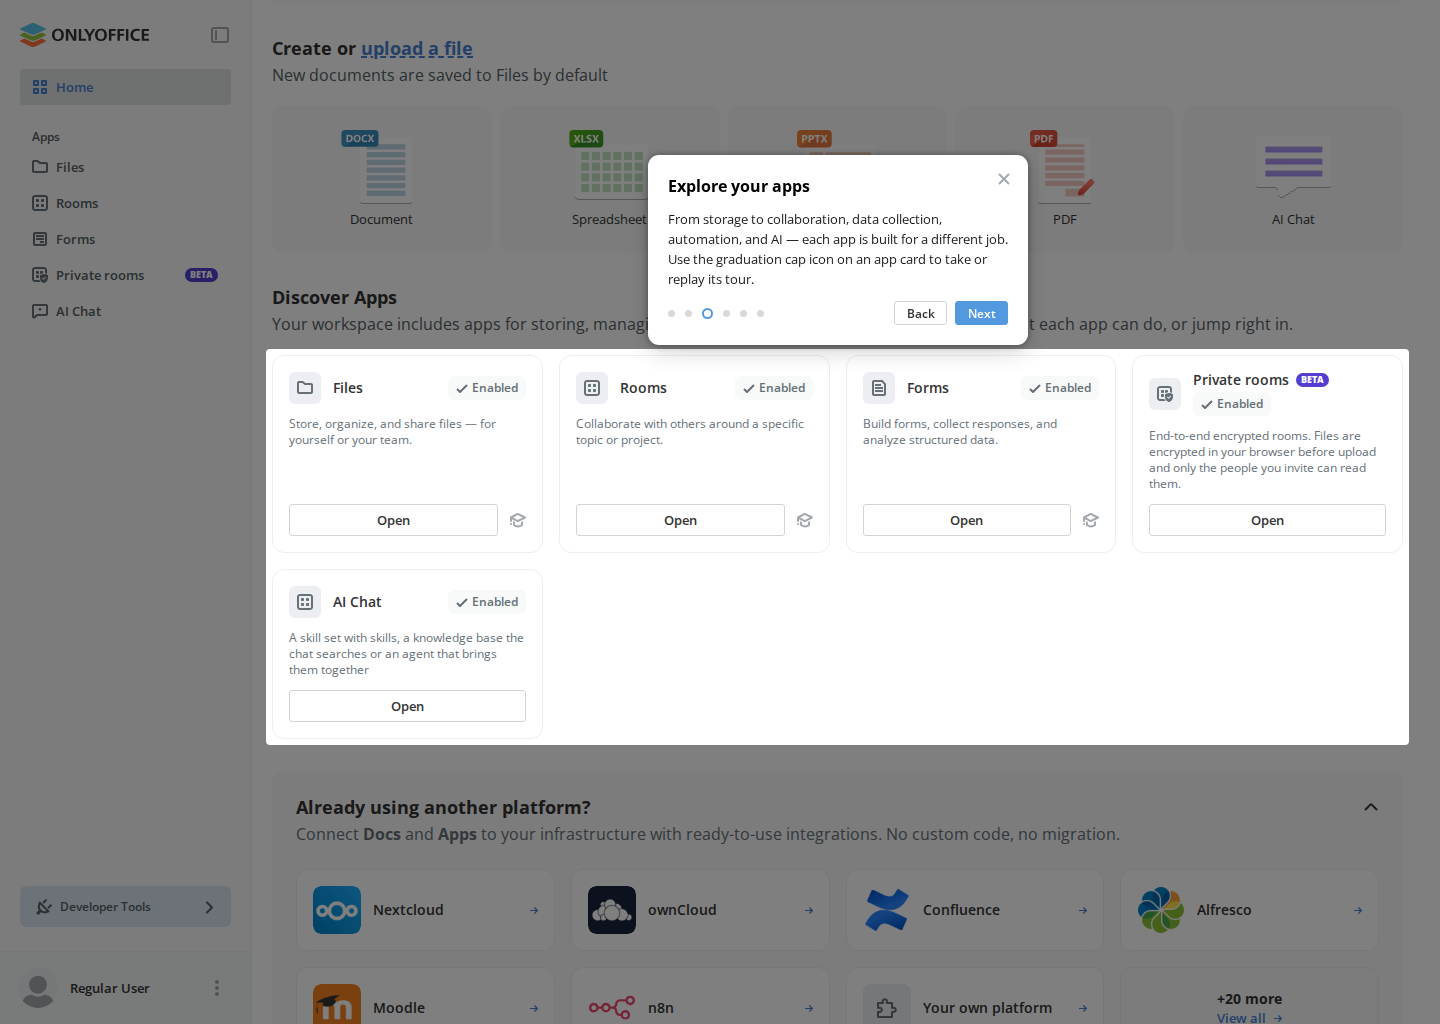 ONLYOFFICE
Home
Apps
Files
Rooms
Forms
Private rooms BETA
AI Chat
Developer Tools
Regular User
Create or upload a file
New documents are saved to Files by default
DOCX
Document
XLSX
Spreadsheet
PPTX
PDF
PDF
AI Chat
Explore your apps
From storage to collaboration, data collection,
automation, and AI — each app is built for a different job.
Use the graduation cap icon on an app card to take or
replay its tour.
Back
Next
Discover Apps
Your workspace includes apps for storing, t each app can do, or jump right in.
Files
Enabled
Store, organize, and share files — for
yourself or your team.
Open
Rooms
Enabled
Collaborate with others around a specific
topic or project.
Open
Forms
Enabled
Build forms, collect responses, and
analyze structured data.
Open
Private rooms BETA
Enabled
End-to-end encrypted rooms. Files are
encrypted in your browser before upload
and only the people you invite can read
them.
Open
AI Chat
Enabled
A skill set with skills, a knowledge base the
chat searches or an agent that brings
them together
Open
Already using another platform?
Connect Docs and Apps to your infrastructure with ready-to-use integrations. No custom code, no migration.
Nextcloud
ownCloud
Confluence
Alfresco
Moodle
n8n
Your own platform
+20 more
View all